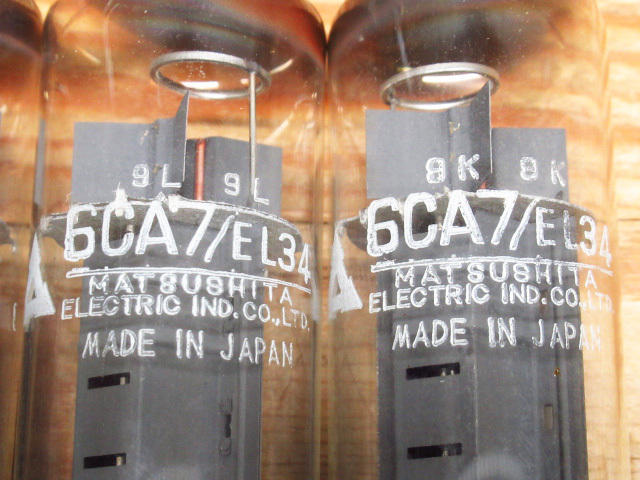 9L 9L
6CA7/EL34
MATSUSHITA
ELECTRIC IND. CO., LTD.
MADE IN JAPAN
9K 9K
6CA7/EL34
MATSUSHITA
ELECTRIC IND. CO., LTD.
MADE IN JAPAN